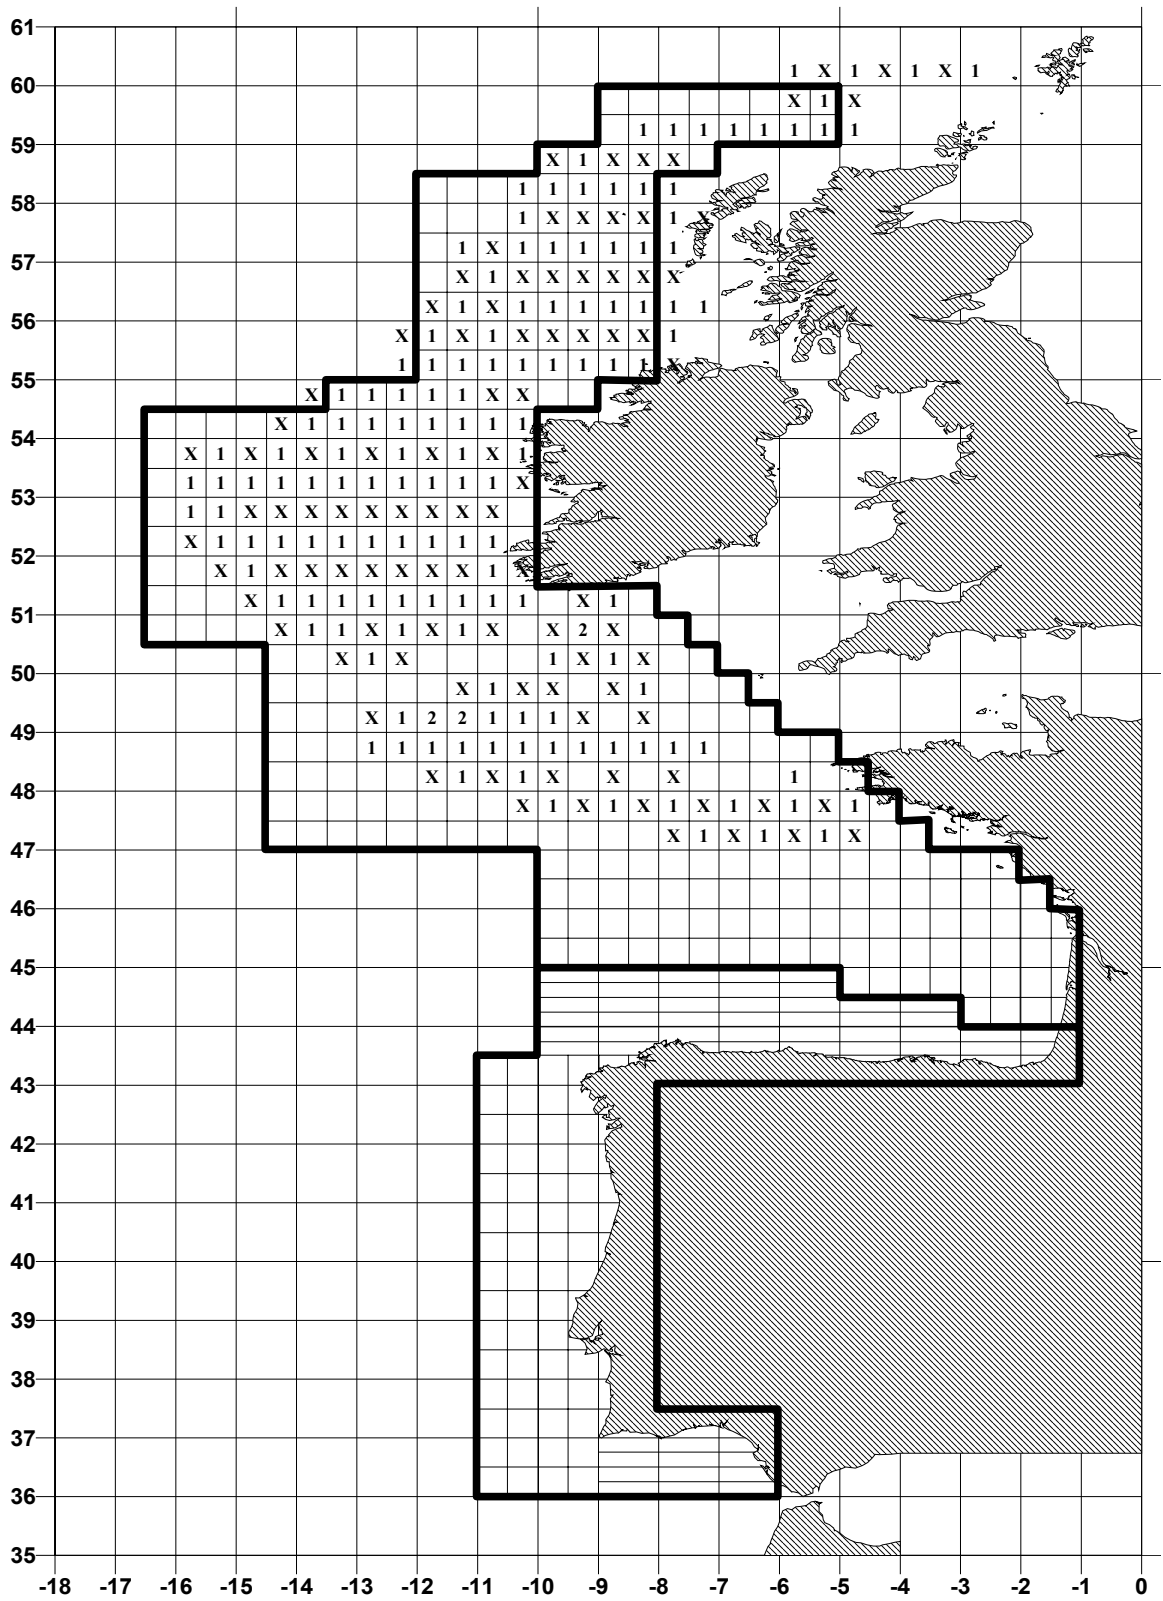 61
1 X 1 X 1 X 1
60
X 1 X
1 1 1 1 1 1 1 1
59
X 1 X X X
1 1 1 1 1 1
58
1 X X X X 1 X
1 X 1 1 1 1 1 1
57
X 1 X X X X X X
X 1 X 1 1 1 1 1 1 1
56
X 1 X 1 X X X X X 1
1 1 1 1 1 1 1 1 1 X
55
X 1 1 1 1 1 X X
X 1 1 1 1 1 1 1 1
54
X 1 X 1 X 1 X 1 X 1 X 1
1 1 1 1 1 1 1 1 1 1 1 X
53
1 1 X X X X X X X X X
X 1 1 1 1 1 1 1 1 1 1
52
X 1 X X X X X X X 1 X
X 1 1 1 1 1 1 1 1 1 X 1
51
X 1 1 X 1 X 1 X X 2 X
X 1 X 1 X 1 X
50
X 1 X X X 1
X 1 2 2 1 1 1 X X
49
1 1 1 1 1 1 1 1 1 1 1 1
X 1 X 1 X X X 1
48
X 1 X 1 X 1 X 1 X 1 X 1
X 1 X 1 X 1 X
47
46
45
44
43
42
41
40
39
38
37
36
35
-18 -17 -16 -15 -14 -13 -12 -11 -10 -9 -8 -7 -6 -5 -4 -3 -2 -1 0